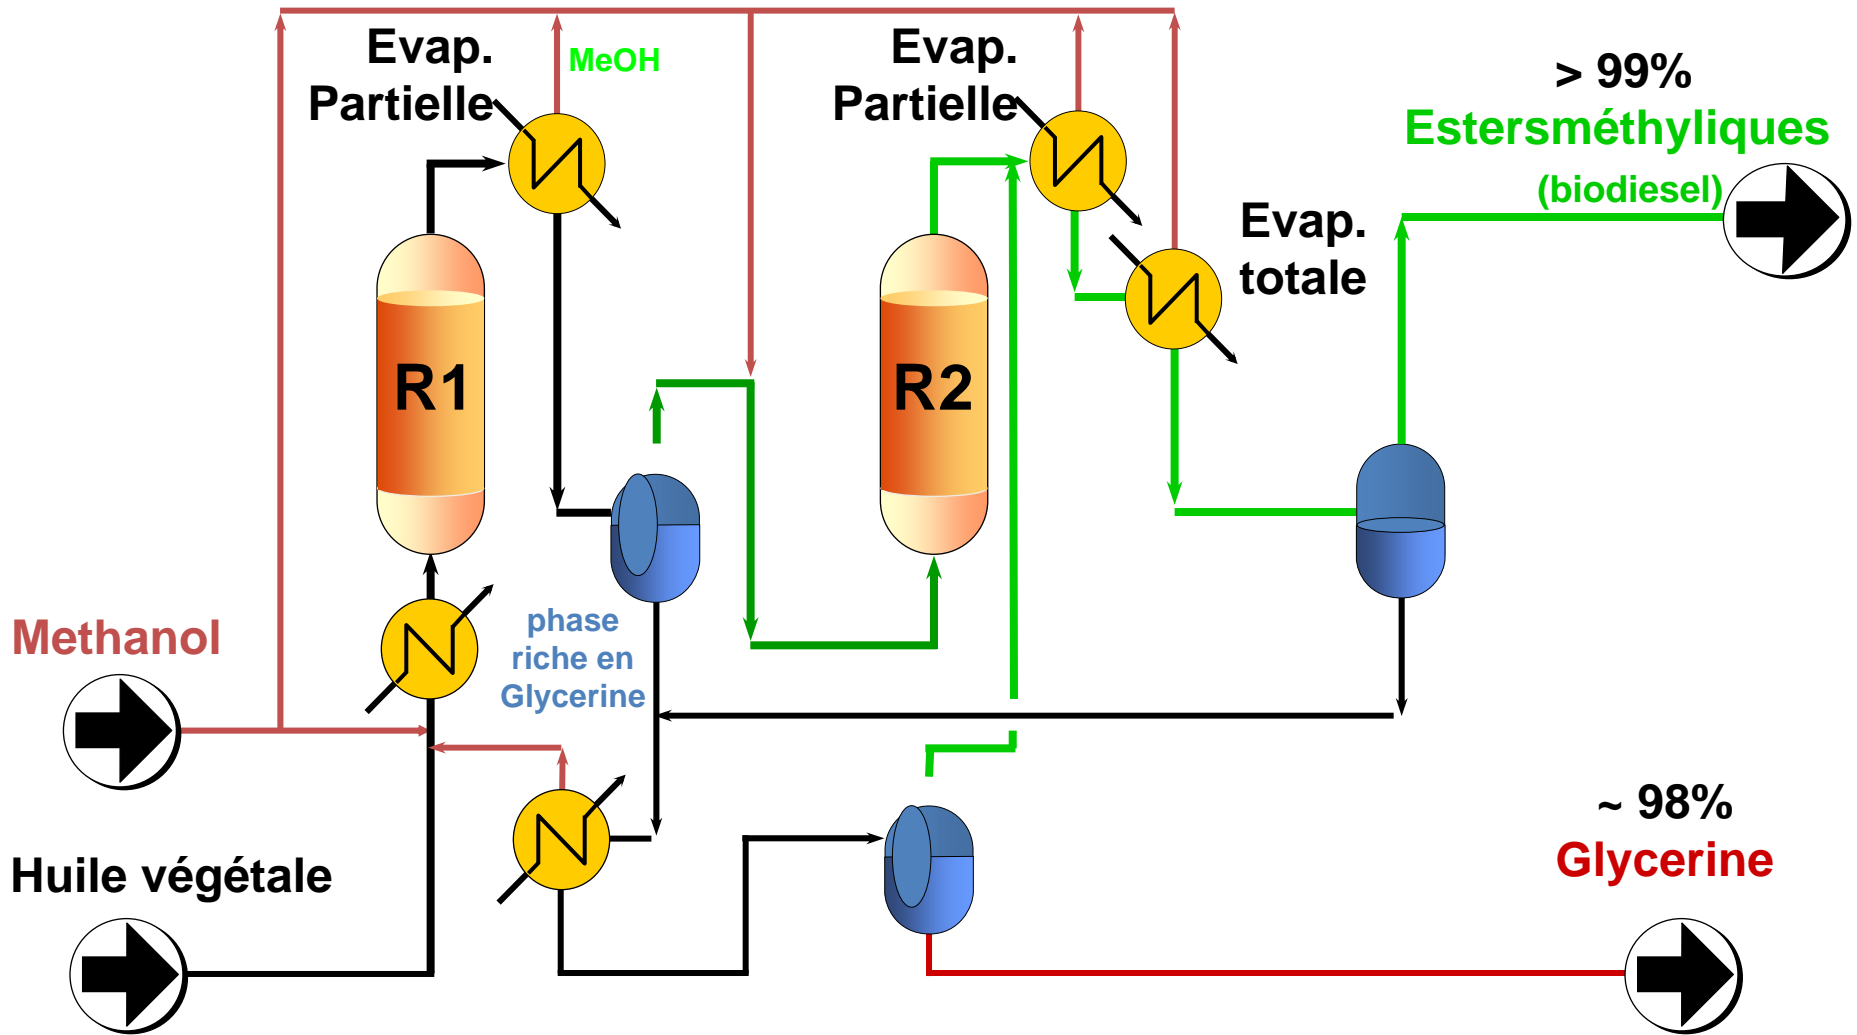 Evap.
Partielle
MeOH
Evap.
Partielle
> 99%
Estersméthyliques
(biodiesel)
Evap.
totale
R1
R2
phase
riche en
Glycerine
Methanol
~ 98%
Glycerine
Huile végétale